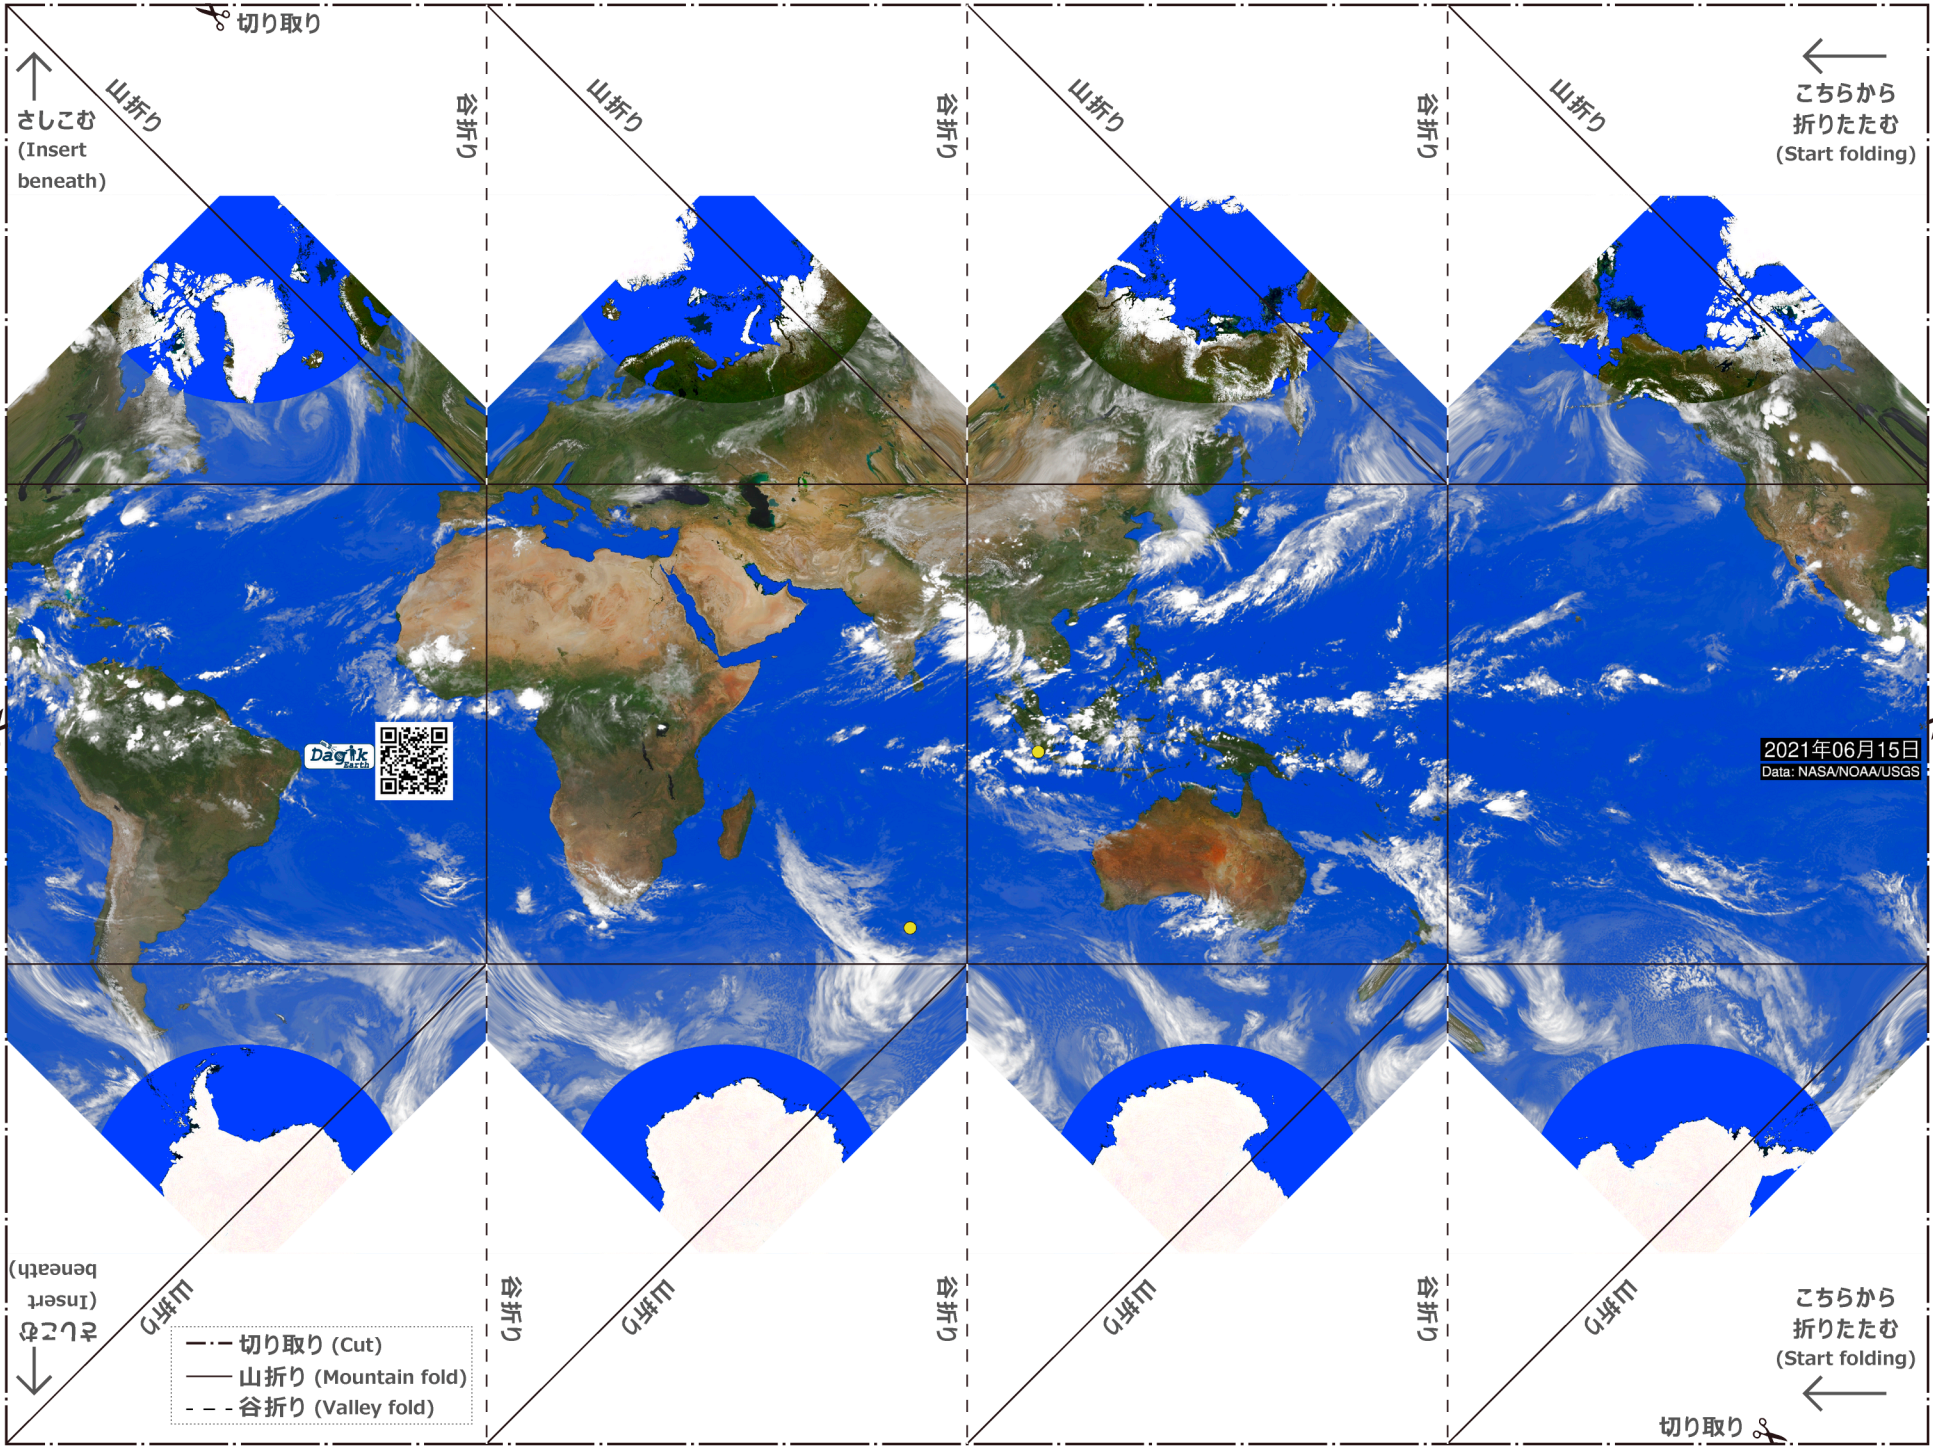 切り取り
山折り
谷折り
山折り
谷折り
山折り
谷折り
山折り
こちらから
折りたたむ
(Start folding)
さしこむ
(Insert
beneath)
Dagik
Earth
2021年06月15日
Data: NASA/NOAA/USGS
さしこむ
(Insert
beneath)
山折り
谷折り
山折り
谷折り
山折り
谷折り
山折り
こちらから
折りたたむ
(Start folding)
切り取り (Cut)
山折り (Mountain fold)
谷折り (Valley fold)
切り取り